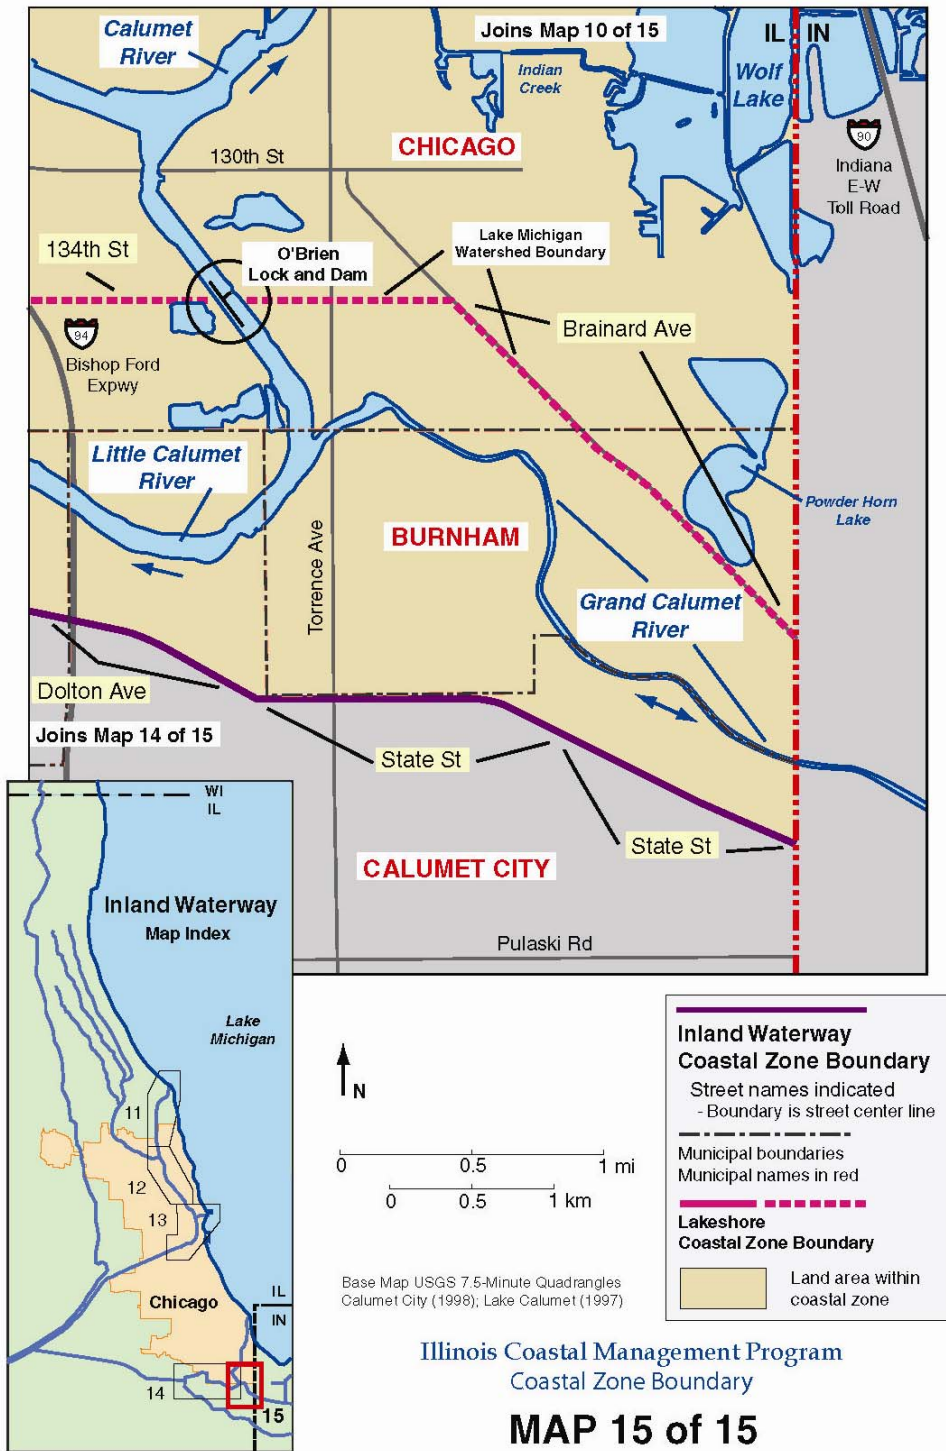 Calumet
River
Joins Map 10 of 15
IL
IN
Indian
Creek
Wolf
Lake
CHICAGO
130th St
90
Indiana
E-W
Toll Road
134th St
O'Brien
Lock and Dam
Lake Michigan
Watershed Boundary
Brainard Ave
94
Bishop Ford
Expwy
Little Calumet
River
Powder Horn
Lake
BURNHAM
Torrence Ave
Grand Calumet
River
Dolton Ave
Joins Map 14 of 15
State St
State St
CALUMET CITY
Pulaski Rd
WI
IL
Inland Waterway
Map Index
Lake
Michigan
11
12
13
Chicago
IL
IN
14
15
N
0 0.5 1 mi
0 0.5 1 km
Base Map USGS 7.5-Minute Quadrangles
Calumet City (1998); Lake Calumet (1997)
Inland Waterway
Coastal Zone Boundary
Street names indicated
- Boundary is street center line
Municipal boundaries
Municipal names in red
Lakeshore
Coastal Zone Boundary
Land area within
coastal zone
Illinois Coastal Management Program
Coastal Zone Boundary
MAP 15 of 15